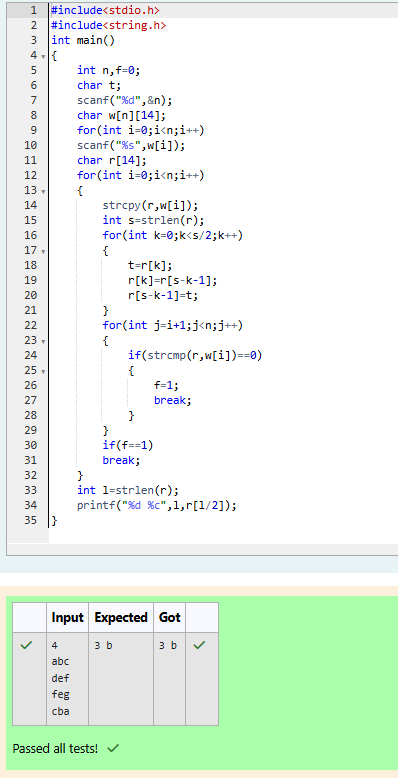 1 #include<stdio.h>
2 #include<string.h>
3 int main()
4 {
5 int n,f=0;
6 char t;
7 scanf("%d",&n);
8 char w[n][14];
9 for(int i=0;i<n;i++)
10 scanf("%s",w[i]);
11 char r[14];
12 for(int i=0;i<n;i++)
13 {
14 strcpy(r,w[i]);
15 int s=strlen(r);
16 for(int k=0;k<s/2;k++)
17 {
18 t=r[k];
19 r[k]=r[s-k-1];
20 r[s-k-1]=t;
21 }
22 for(int j=i+1;j<n;j++)
23 {
24 if(strcmp(r,w[i])==0)
25 {
26 f=1;
27 break;
28 }
29 }
30 if(f==1)
31 break;
32 }
33 int l=strlen(r);
34 printf("%d %c",l,r[l/2]);
35 }
Input Expected Got
4 3 b 3 b
abc
def
feg
cba
Passed all tests!